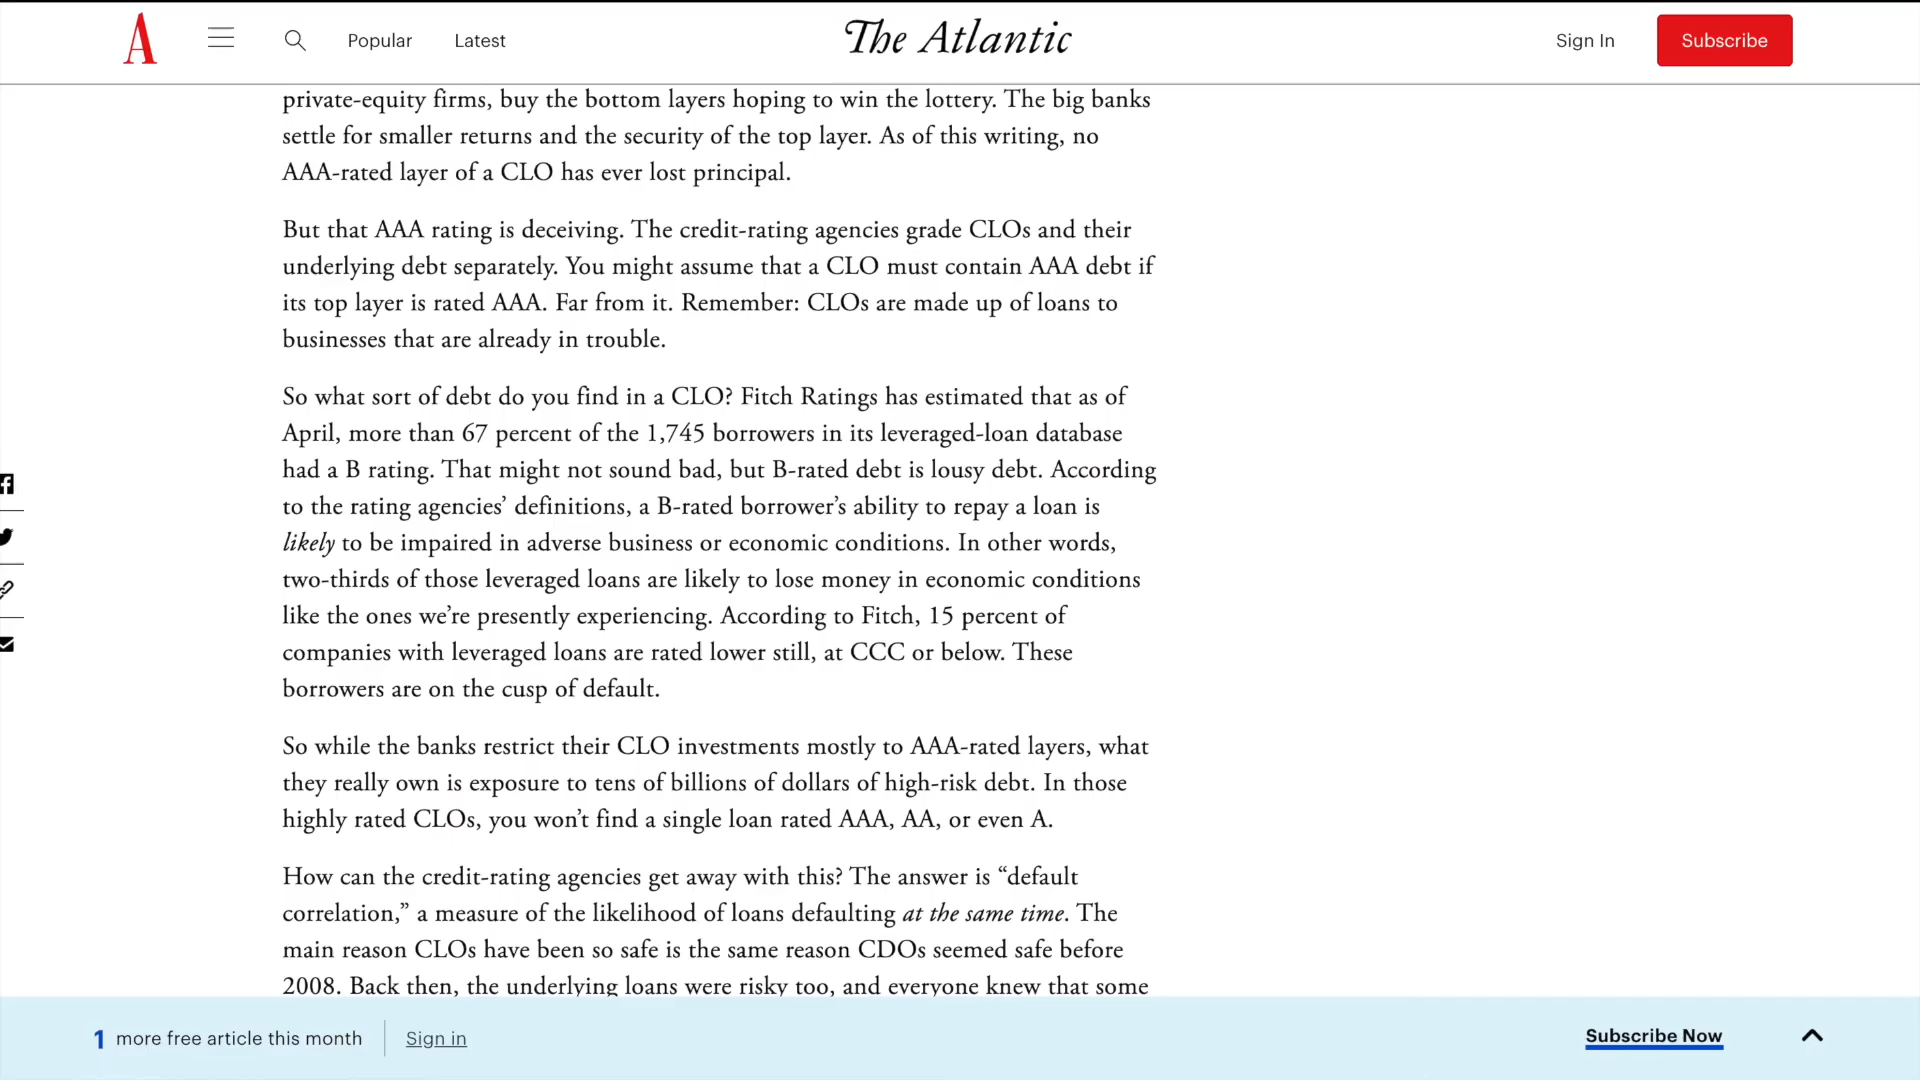 A
Popular
Latest
The Atlantic
Sign In
Subscribe
private-equity firms, buy the bottom layers hoping to win the lottery. The big banks
settle for smaller returns and the security of the top layer. As of this writing, no
AAA-rated layer of a CLO has ever lost principal.
But that AAA rating is deceiving. The credit-rating agencies grade CLOs and their
underlying debt separately. You might assume that a CLO must contain AAA debt if
its top layer is rated AAA. Far from it. Remember: CLOs are made up of loans to
businesses that are already in trouble.
So what sort of debt do you find in a CLO? Fitch Ratings has estimated that as of
April, more than 67 percent of the 1,745 borrowers in its leveraged-loan database
had a B rating. That might not sound bad, but B-rated debt is lousy debt. According
to the rating agencies’ definitions, a B-rated borrower’s ability to repay a loan is
likely to be impaired in adverse business or economic conditions. In other words,
two-thirds of those leveraged loans are likely to lose money in economic conditions
like the ones we’re presently experiencing. According to Fitch, 15 percent of
companies with leveraged loans are rated lower still, at CCC or below. These
borrowers are on the cusp of default.
So while the banks restrict their CLO investments mostly to AAA-rated layers, what
they really own is exposure to tens of billions of dollars of high-risk debt. In those
highly rated CLOs, you won’t find a single loan rated AAA, AA, or even A.
How can the credit-rating agencies get away with this? The answer is “default
correlation,” a measure of the likelihood of loans defaulting at the same time. The
main reason CLOs have been so safe is the same reason CDOs seemed safe before
2008. Back then, the underlying loans were risky too, and everyone knew that some
1 more free article this month
Sign in
Subscribe Now